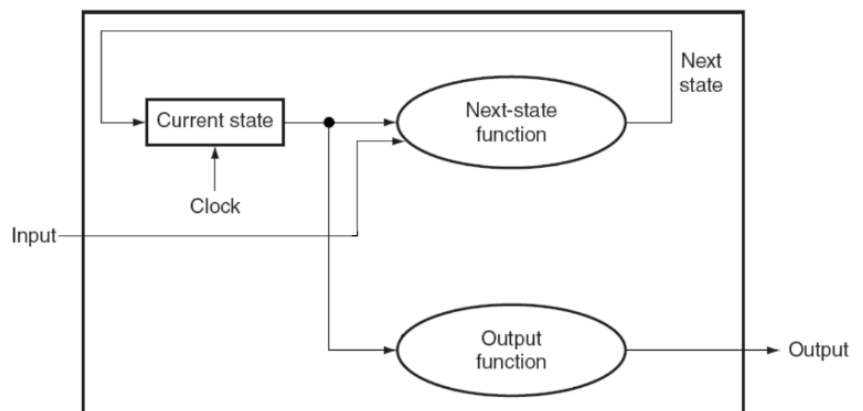 Next
state
Current state
Next-state
function
Clock
Input
Output
function
Output